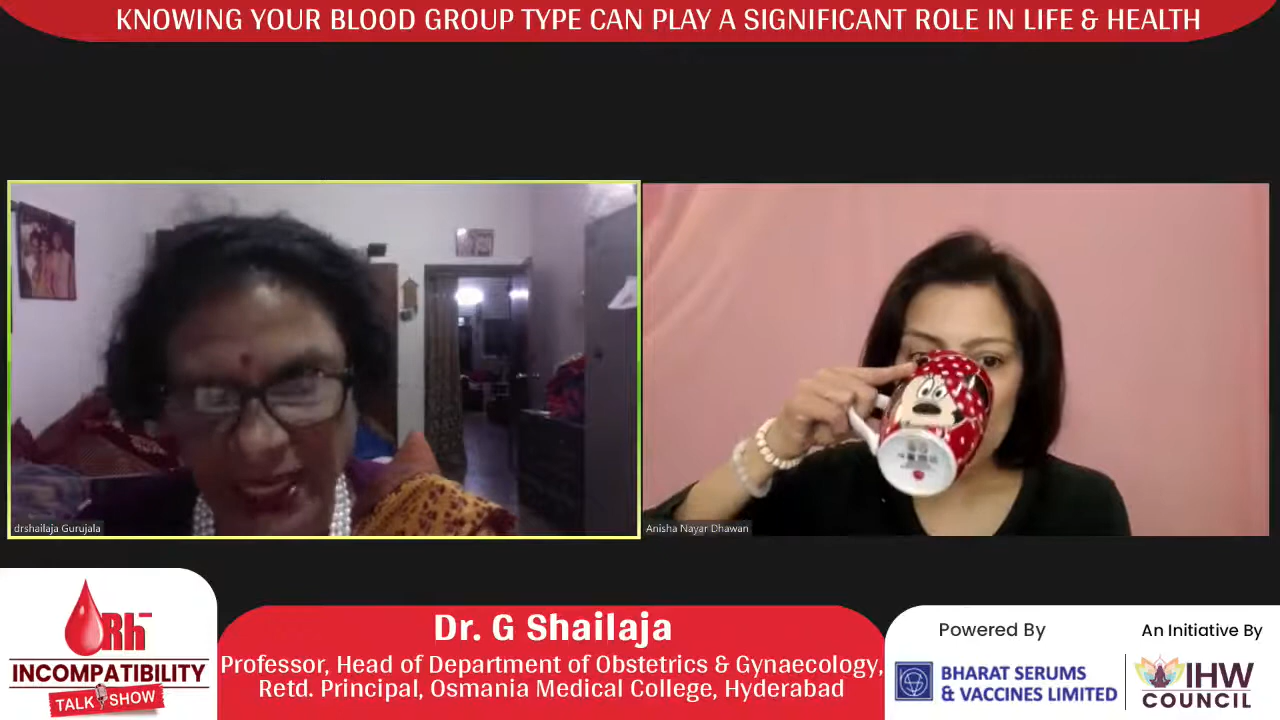 KNOWING YOUR BLOOD GROUP TYPE CAN PLAY A SIGNIFICANT ROLE IN LIFE & HEALTH
drshailaja Gurujala
Anisha Nayar Dhawan
Rh-
INCOMPATIBILITY
TALK SHOW
Dr. G Shailaja
Professor, Head of Department of Obstetrics & Gynaecology,
Retd. Principal, Osmania Medical College, Hyderabad
Powered By
BHARAT SERUMS
& VACCINES LIMITED
An Initiative By
IHW
COUNCIL